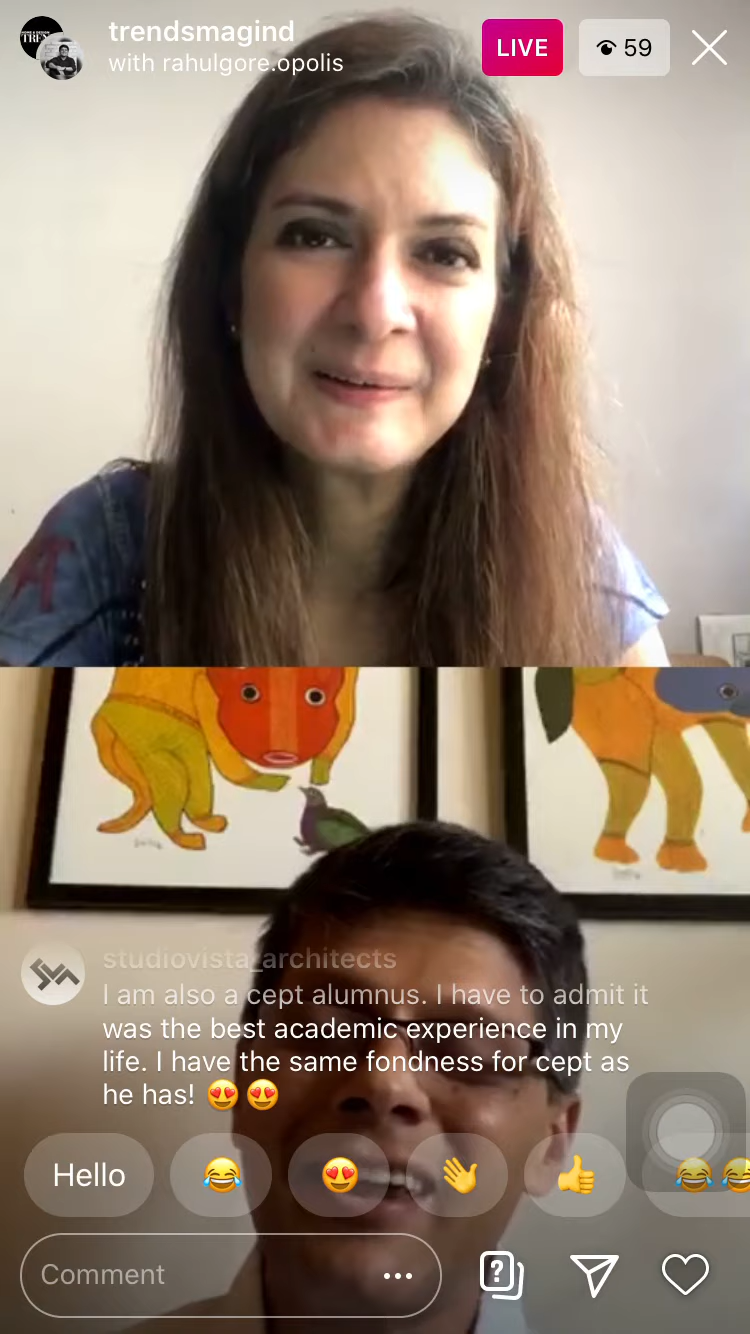 trendsmagind
with rahulgore.opolis
LIVE
59
studiovista_architects
I am also a cept alumnus. I have to admit it
was the best academic experience in my
life. I have the same fondness for cept as
he has! 😍😍
Hello
😂
😍
👋
👍
😂😂
Comment